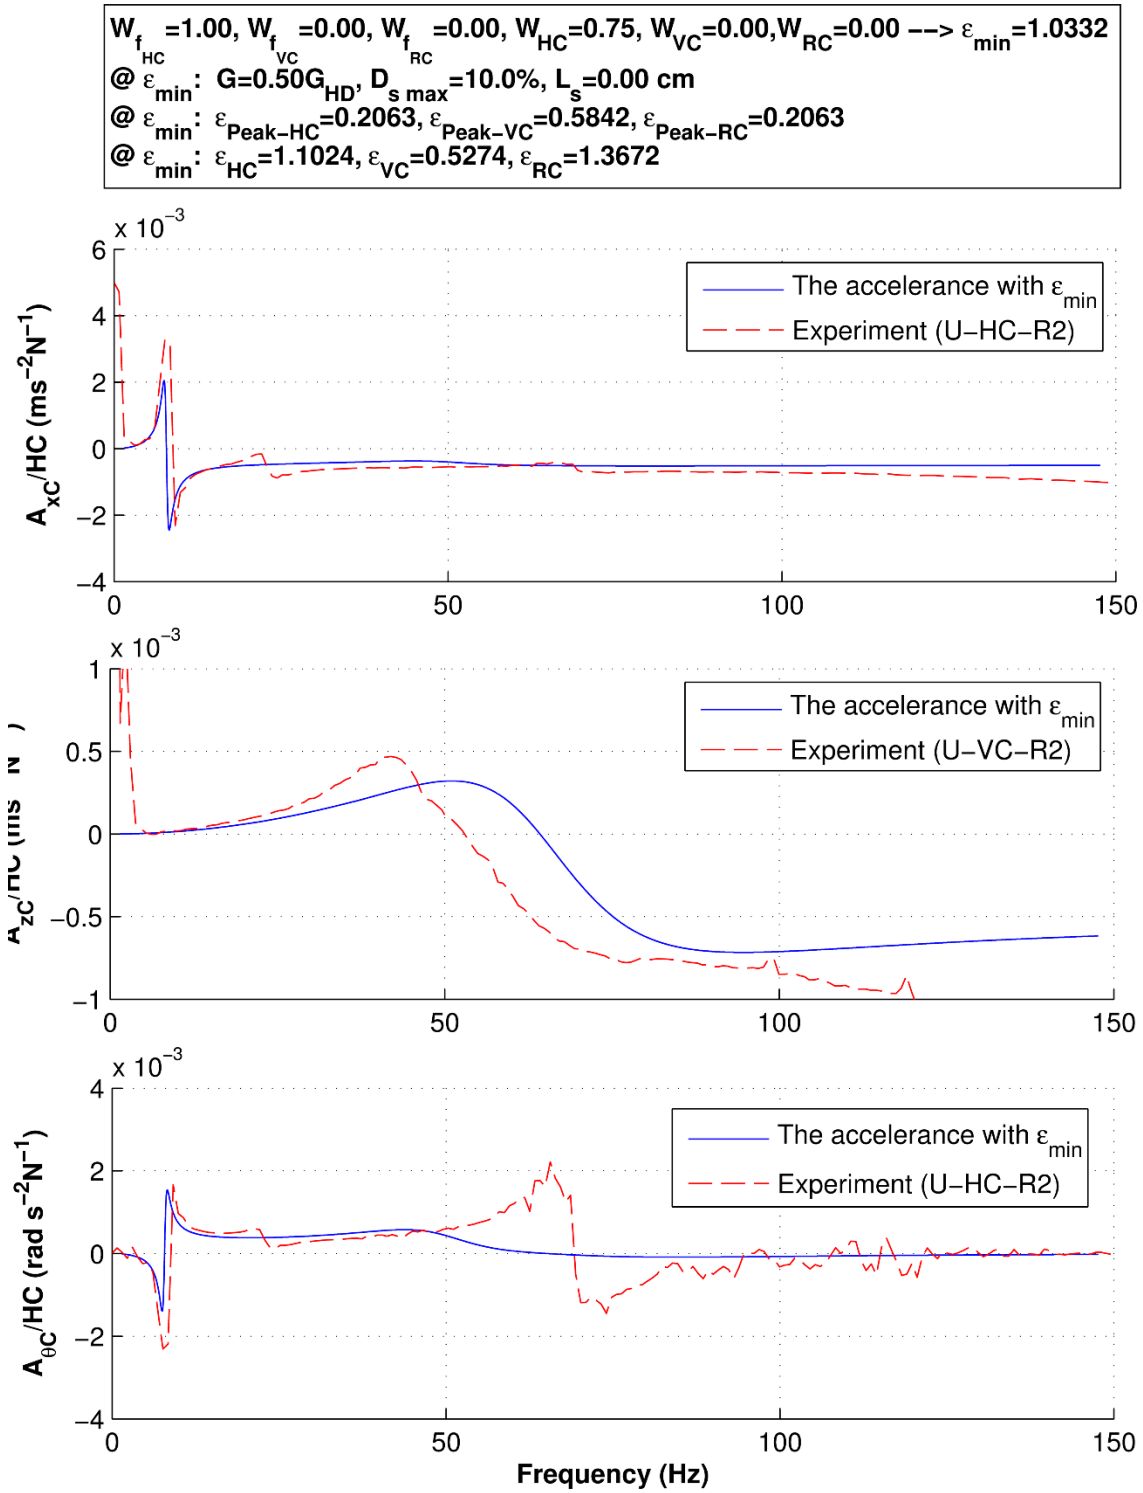 W_f_HC=1.00, W_f_VC=0.00, W_f_RC=0.00, W_HC=0.75, W_VC=0.00,W_RC=0.00 --> ε_min=1.0332
@ ε_min: G=0.50G_HD, D_s max=10.0%, L_s=0.00 cm
@ ε_min: ε_Peak-HC=0.2063, ε_Peak-VC=0.5842, ε_Peak-RC=0.2063
@ ε_min: ε_HC=1.1024, ε_VC=0.5274, ε_RC=1.3672
x 10^-3
6
4
2
0
-2
-4
A_xC/HC (ms^-2N^-1)
The accelerance with ε_min
Experiment (U-HC-R2)
0 50 100 150
x 10^-3
1
0.5
0
-0.5
-1
A_zC/HC (ms N )
The accelerance with ε_min
Experiment (U-VC-R2)
0 50 100 150
x 10^-3
4
2
0
-2
-4
A_θC/HC (rad s^-2N^-1)
The accelerance with ε_min
Experiment (U-HC-R2)
0 50 100 150
Frequency (Hz)